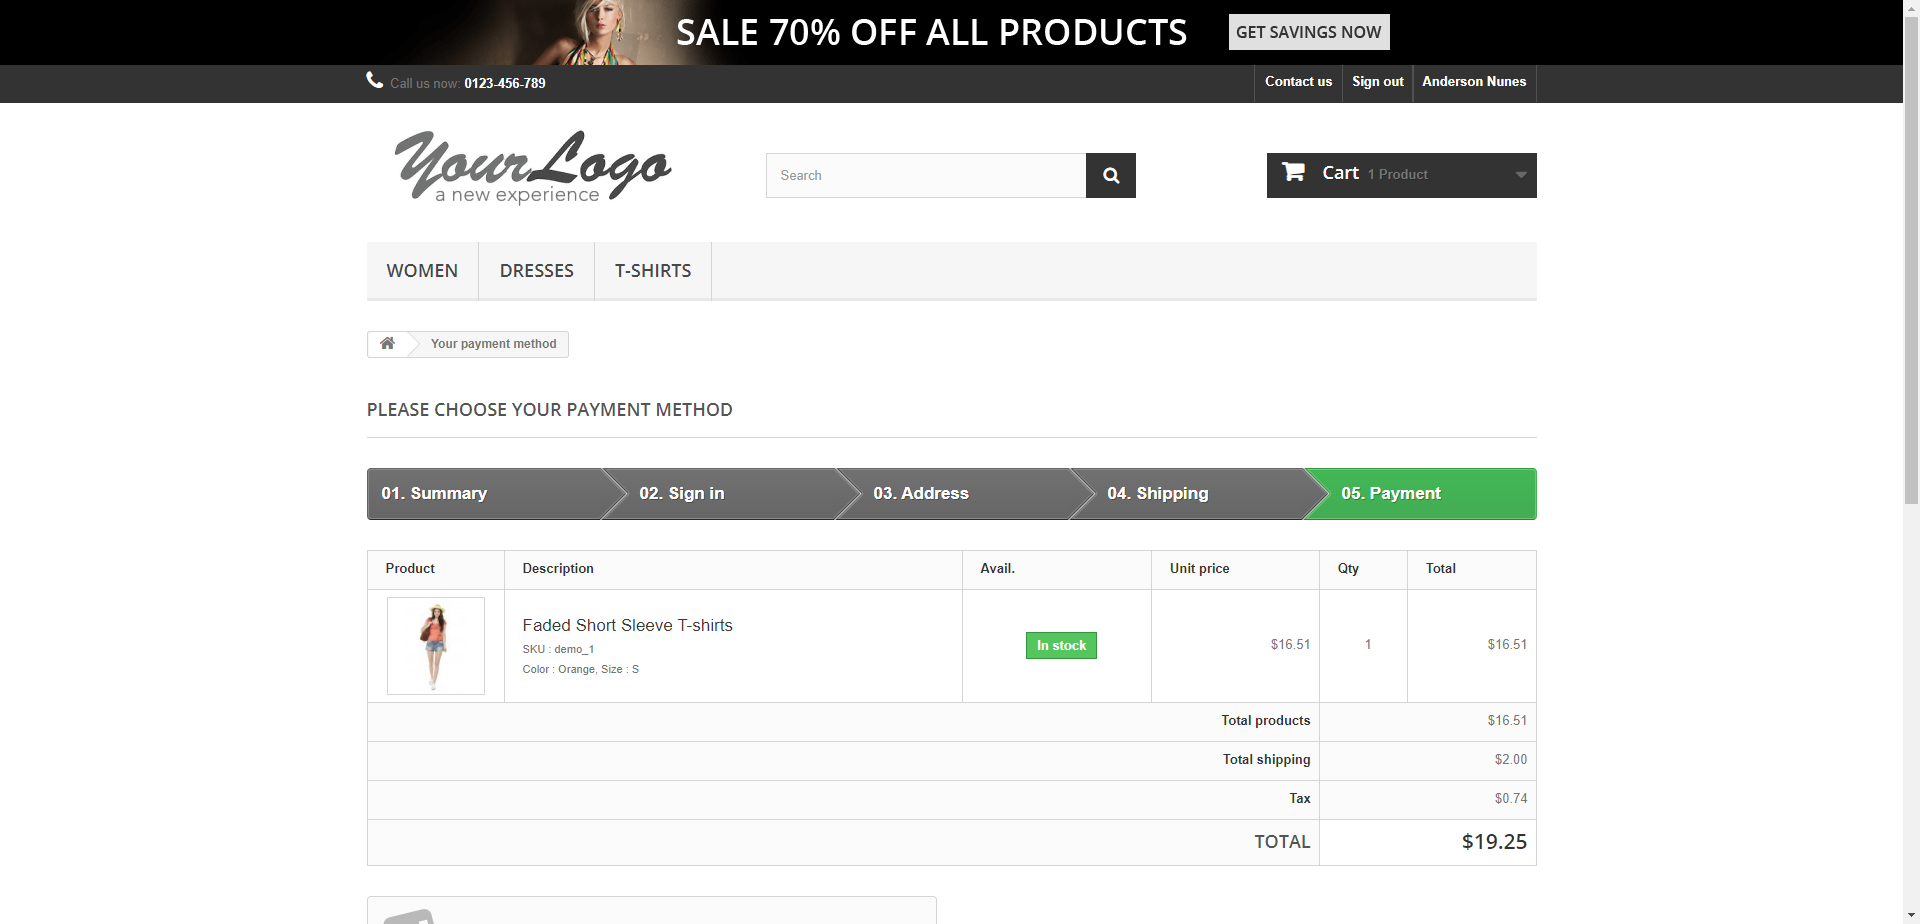 SALE 70% OFF ALL PRODUCTS GET SAVINGS NOW
Call us now: 0123-456-789 Contact us Sign out Anderson Nunes
YourLogo
a new experience
Search Cart 1 Product
WOMEN DRESSES T-SHIRTS
Your payment method
PLEASE CHOOSE YOUR PAYMENT METHOD
01. Summary 02. Sign in 03. Address 04. Shipping 05. Payment
Product Description Avail. Unit price Qty Total
Faded Short Sleeve T-shirts
SKU : demo_1
Color : Orange, Size : S
In stock $16.51 1 $16.51
Total products $16.51
Total shipping $2.00
Tax $0.74
TOTAL $19.25